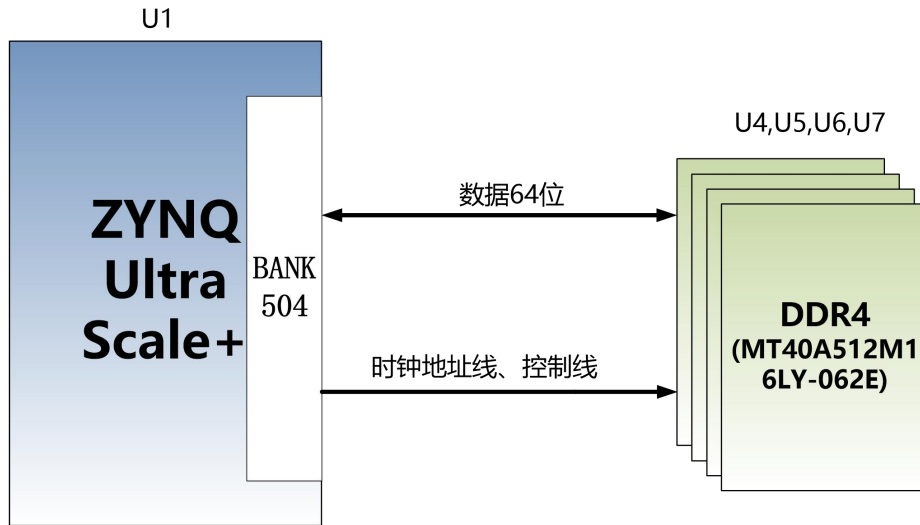 U1
U4,U5,U6,U7
数据64位
ZYNQ
Ultra
Scale+
BANK
504
DDR4
(MT40A512M1
6LY-062E)
时钟地址线、控制线